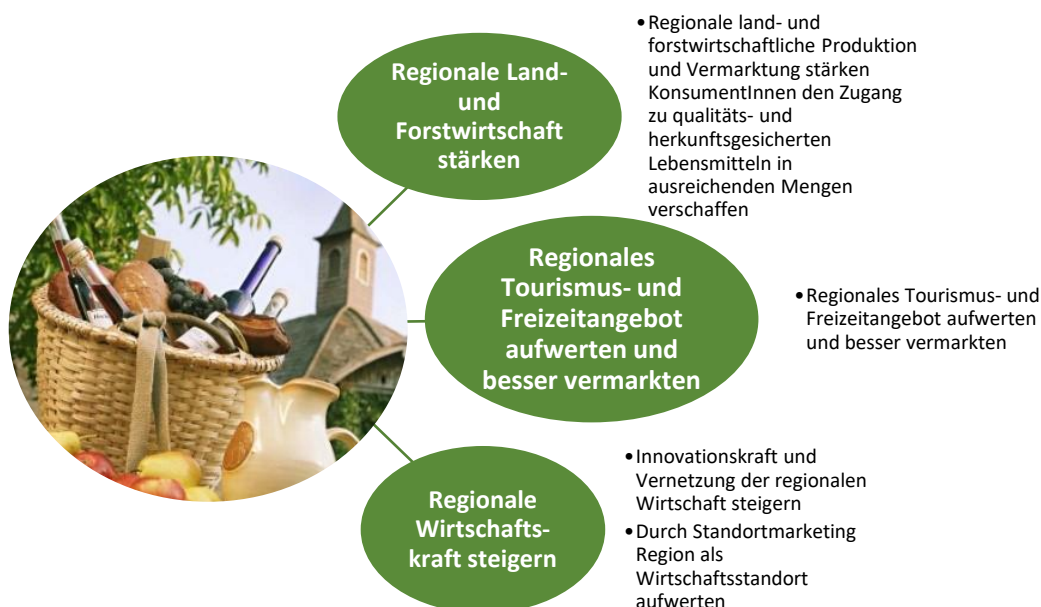 Regionale Land-
und
Forstwirtschaft
stärken
•Regionale land- und
forstwirtschaftliche Produktion
und Vermarktung stärken
KonsumentInnen den Zugang
zu qualitäts- und
herkunftsgesicherten
Lebensmitteln in
ausreichenden Mengen
verschaffen
Regionales
Tourismus- und
Freizeitangebot
aufwerten und
besser vermarkten
•Regionales Tourismus- und
Freizeitangebot aufwerten
und besser vermarkten
Regionale
Wirtschafts-
kraft steigern
•Innovationskraft und
Vernetzung der regionalen
Wirtschaft steigern
•Durch Standortmarketing
Region als
Wirtschaftsstandort
aufwerten